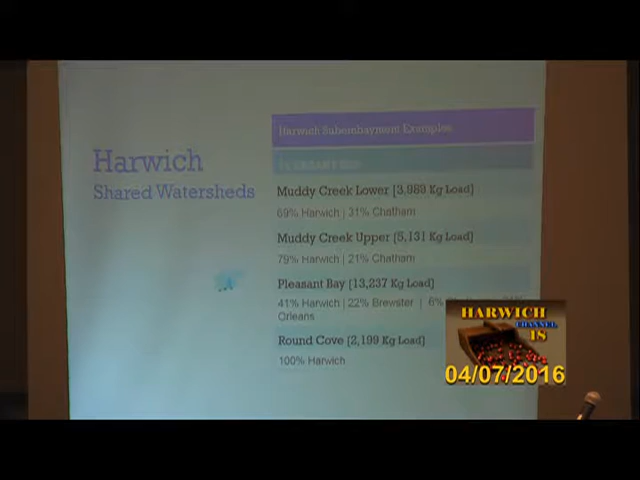 Harwich
Shared Watersheds
Harwich Subembayment Examples
Muddy Creek Lower [3,988 Kg Load]
69% Harwich | 31% Chatham
Muddy Creek Upper (5,131 Kg Load)
79% Harwich | 21% Chatham
Pleasant Bay [13,237 Kg Load]
41% Harwich | 22% Brewster |
Orleans
Round Cove [2,199 Kg Load]
100% Harwich
HARWICH
CHANNEL
18
04/07/2016